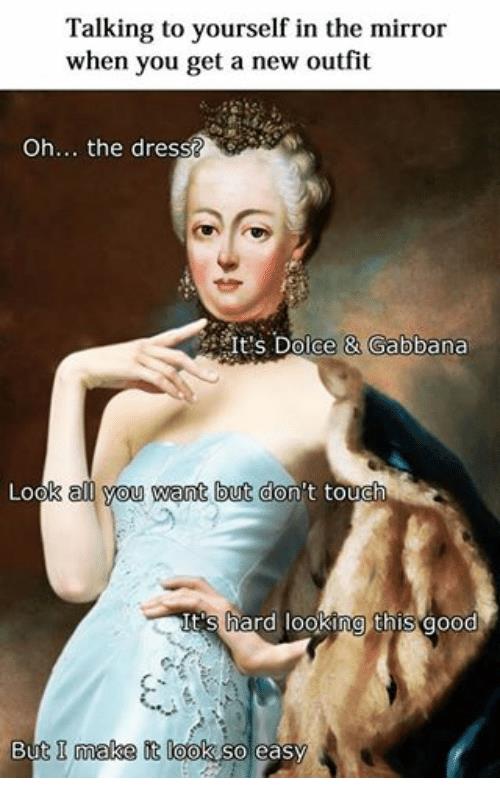 Talking to yourself in the mirror
when you get a new outfit
Oh... the dress?
It's Dolce & Gabbana
Look all you want but don't touch
It's hard looking this good
But I make it look so easy